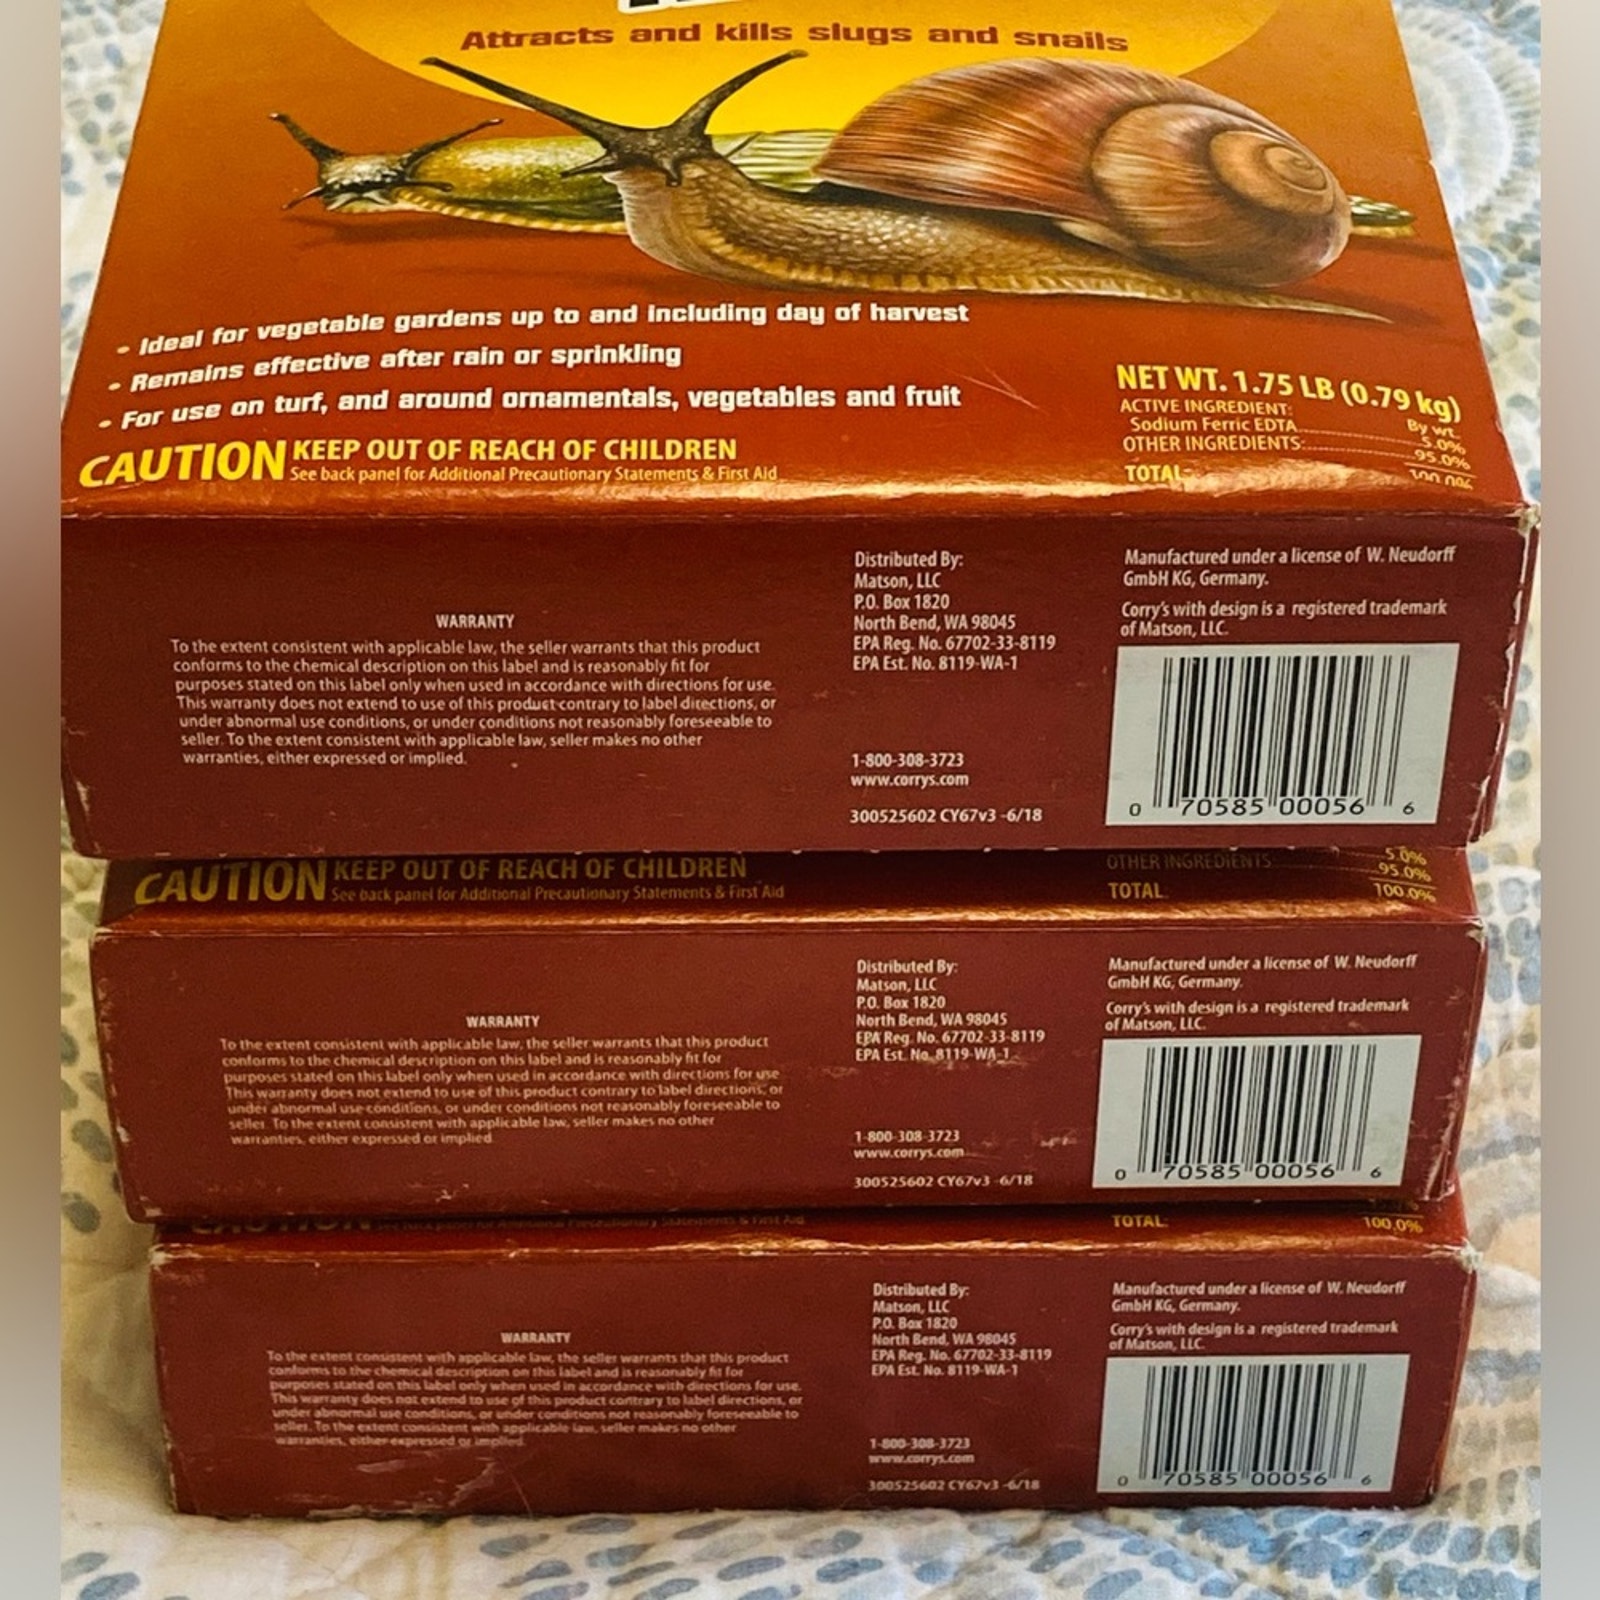 Attracts and kills slugs and snails
• Ideal for vegetable gardens up to and including day of harvest
• Remains effective after rain or sprinkling
• For use on turf, and around ornamentals, vegetables and fruit
CAUTION KEEP OUT OF REACH OF CHILDREN
See back panel for Additional Precautionary Statements & First Aid
NET WT. 1.75 LB (0.79 kg)
ACTIVE INGREDIENT: By wt.
Sodium Ferric EDTA 5.0%
OTHER INGREDIENTS: 95.0%
TOTAL 100.0%
WARRANTY
To the extent consistent with applicable law, the seller warrants that this product
conforms to the chemical description on this label and is reasonably fit for
purposes stated on this label only when used in accordance with directions for use.
This warranty does not extend to use of this product contrary to label directions, or
under abnormal use conditions, or under conditions not reasonably foreseeable to
seller. To the extent consistent with applicable law, seller makes no other
warranties, either expressed or implied.
Distributed By:
Matson, LLC
P.O. Box 1820
North Bend, WA 98045
EPA Reg. No. 67702-33-8119
EPA Est. No. 8119-WA-1
1-800-308-3723
www.corrys.com
300525602 CY67v3 -6/18
Manufactured under a license of W. Neudorff
GmbH KG, Germany.
Corry's with design is a registered trademark
of Matson, LLC.
0 70585 00056 6
CAUTION KEEP OUT OF REACH OF CHILDREN
See back panel for Additional Precautionary Statements & First Aid
5.0%
OTHER INGREDIENTS 95.0%
TOTAL 100.0%
WARRANTY
To the extent consistent with applicable law, the seller warrants that this product
conforms to the chemical description on this label and is reasonably fit for
purposes stated on this label only when used in accordance with directions for use
This warranty does not extend to use of this product contrary to label directions, or
under abnormal use conditions, or under conditions not reasonably foreseeable to
seller. To the extent consistent with applicable law, seller makes no other
warranties, either expressed or implied
Distributed By:
Matson, LLC
P.O. Box 1820
North Bend, WA 98045
EPA Reg. No. 67702-33-8119
EPA Est. No. 8119-WA-1
1-800-308-3723
www.corrys.com
300525602 CY67v3 -6/18
Manufactured under a license of W. Neudorff
GmbH KG, Germany.
Corry's with design is a registered trademark
of Matson, LLC.
0 70585 00056 6
CAUTION See back panel for Additional Precautionary Statements & First Aid
TOTAL 100.0%
WARRANTY
To the extent consistent with applicable law, the seller warrants that this product
conforms to the chemical description on this label and is reasonably fit for
purposes stated on this label only when used in accordance with directions for use.
This warranty does not extend to use of this product contrary to label directions, or
under abnormal use conditions, or under conditions not reasonably foreseeable to
seller. To the extent consistent with applicable law, seller makes no other
warranties, either expressed or implied.
Distributed By:
Matson, LLC
P.O. Box 1820
North Bend, WA 98045
EPA Reg. No. 67702-33-8119
EPA Est. No. 8119-WA-1
1-800-308-3723
www.corrys.com
300525602 CY67v3 -6/18
Manufactured under a license of W. Neudorff
GmbH KG, Germany.
Corry's with design is a registered trademark
of Matson, LLC.
0 70585 00056 6